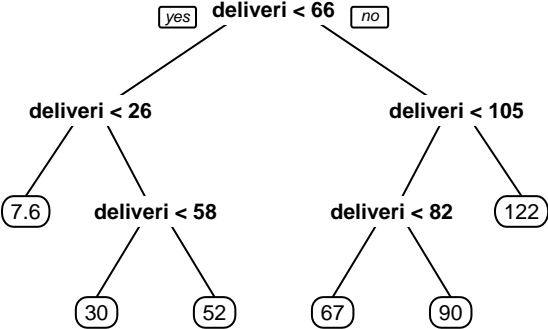 yes deliveri < 66 no
deliveri < 26 deliveri < 105
7.6 deliveri < 58 deliveri < 82 122
30 52 67 90